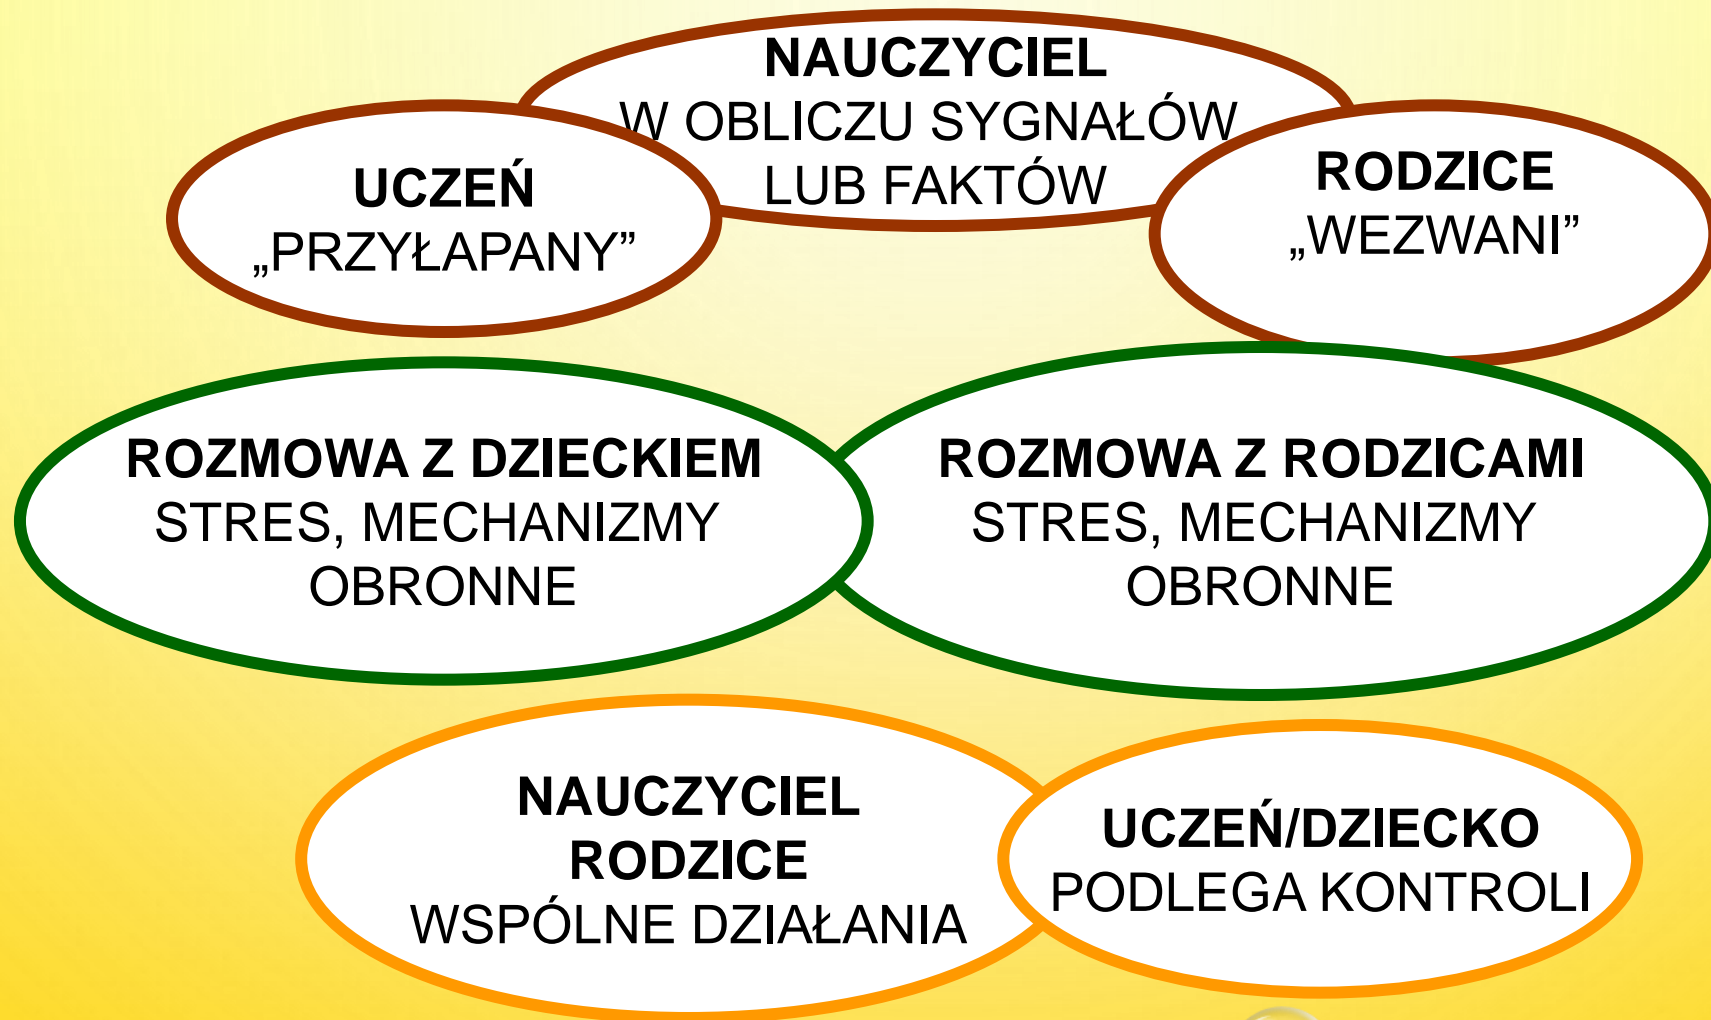 NAUCZYCIEL
W OBLICZU SYGNAŁÓW
LUB FAKTÓW
UCZEŃ
„PRZYŁAPANY”
RODZICE
„WEZWANI”
ROZMOWA Z DZIECKIEM
STRES, MECHANIZMY
OBRONNE
ROZMOWA Z RODZICAMI
STRES, MECHANIZMY
OBRONNE
NAUCZYCIEL
RODZICE
WSPÓLNE DZIAŁANIA
UCZEŃ/DZIECKO
PODLEGA KONTROLI